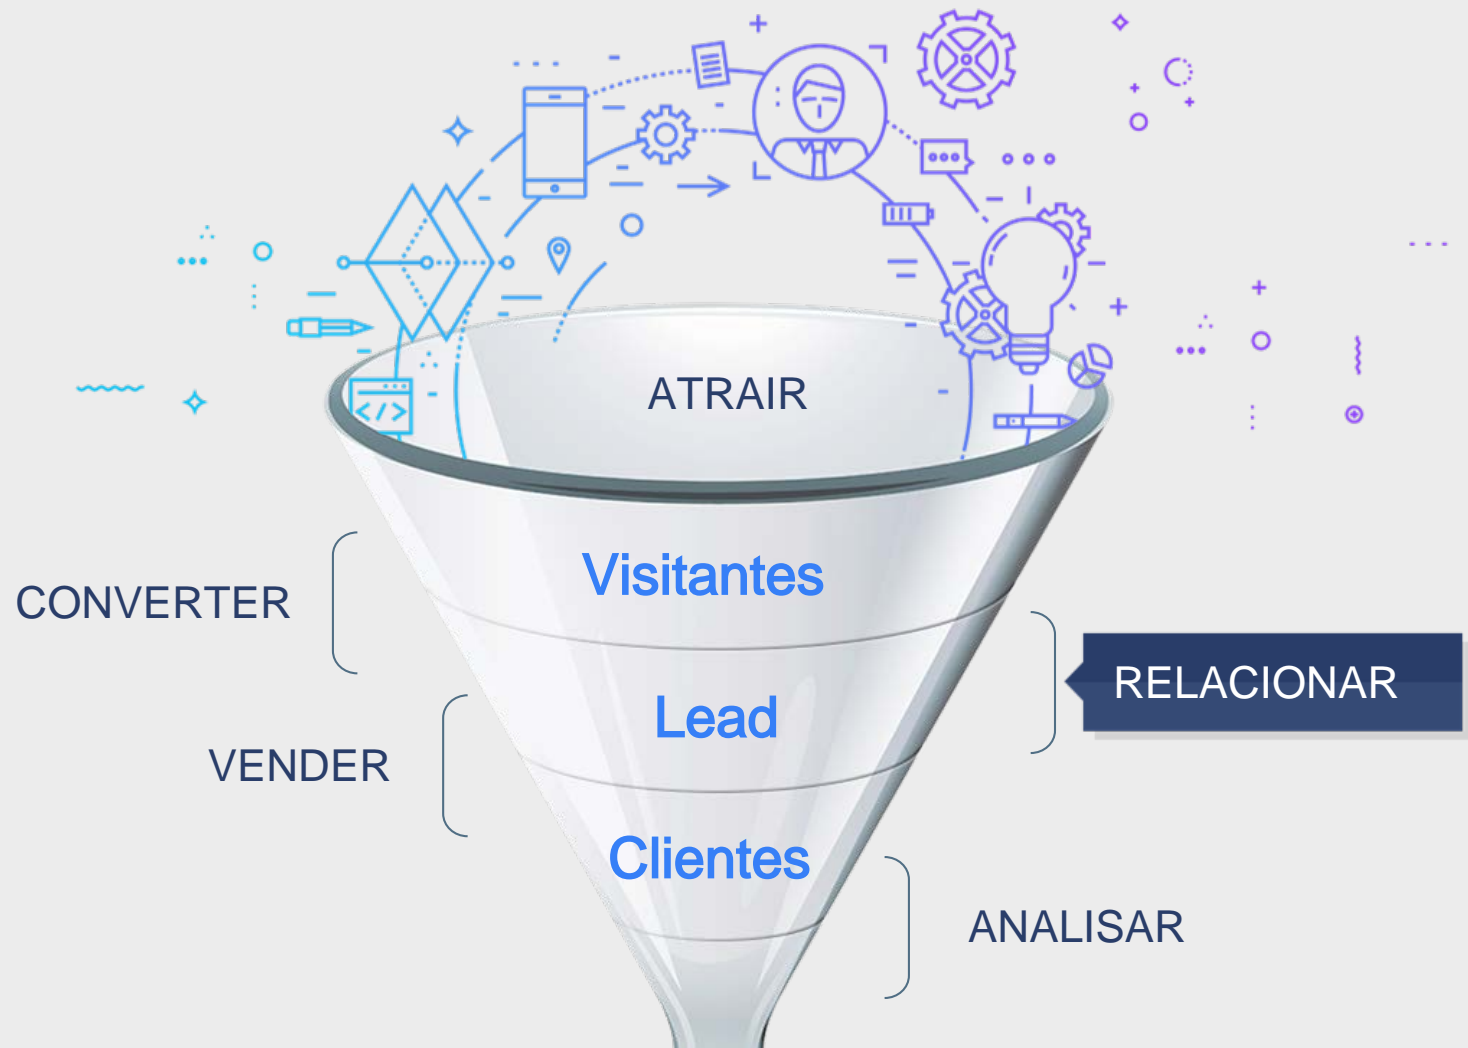 ATRAIR
Visitantes
CONVERTER
RELACIONAR
Lead
VENDER
Clientes
ANALISAR